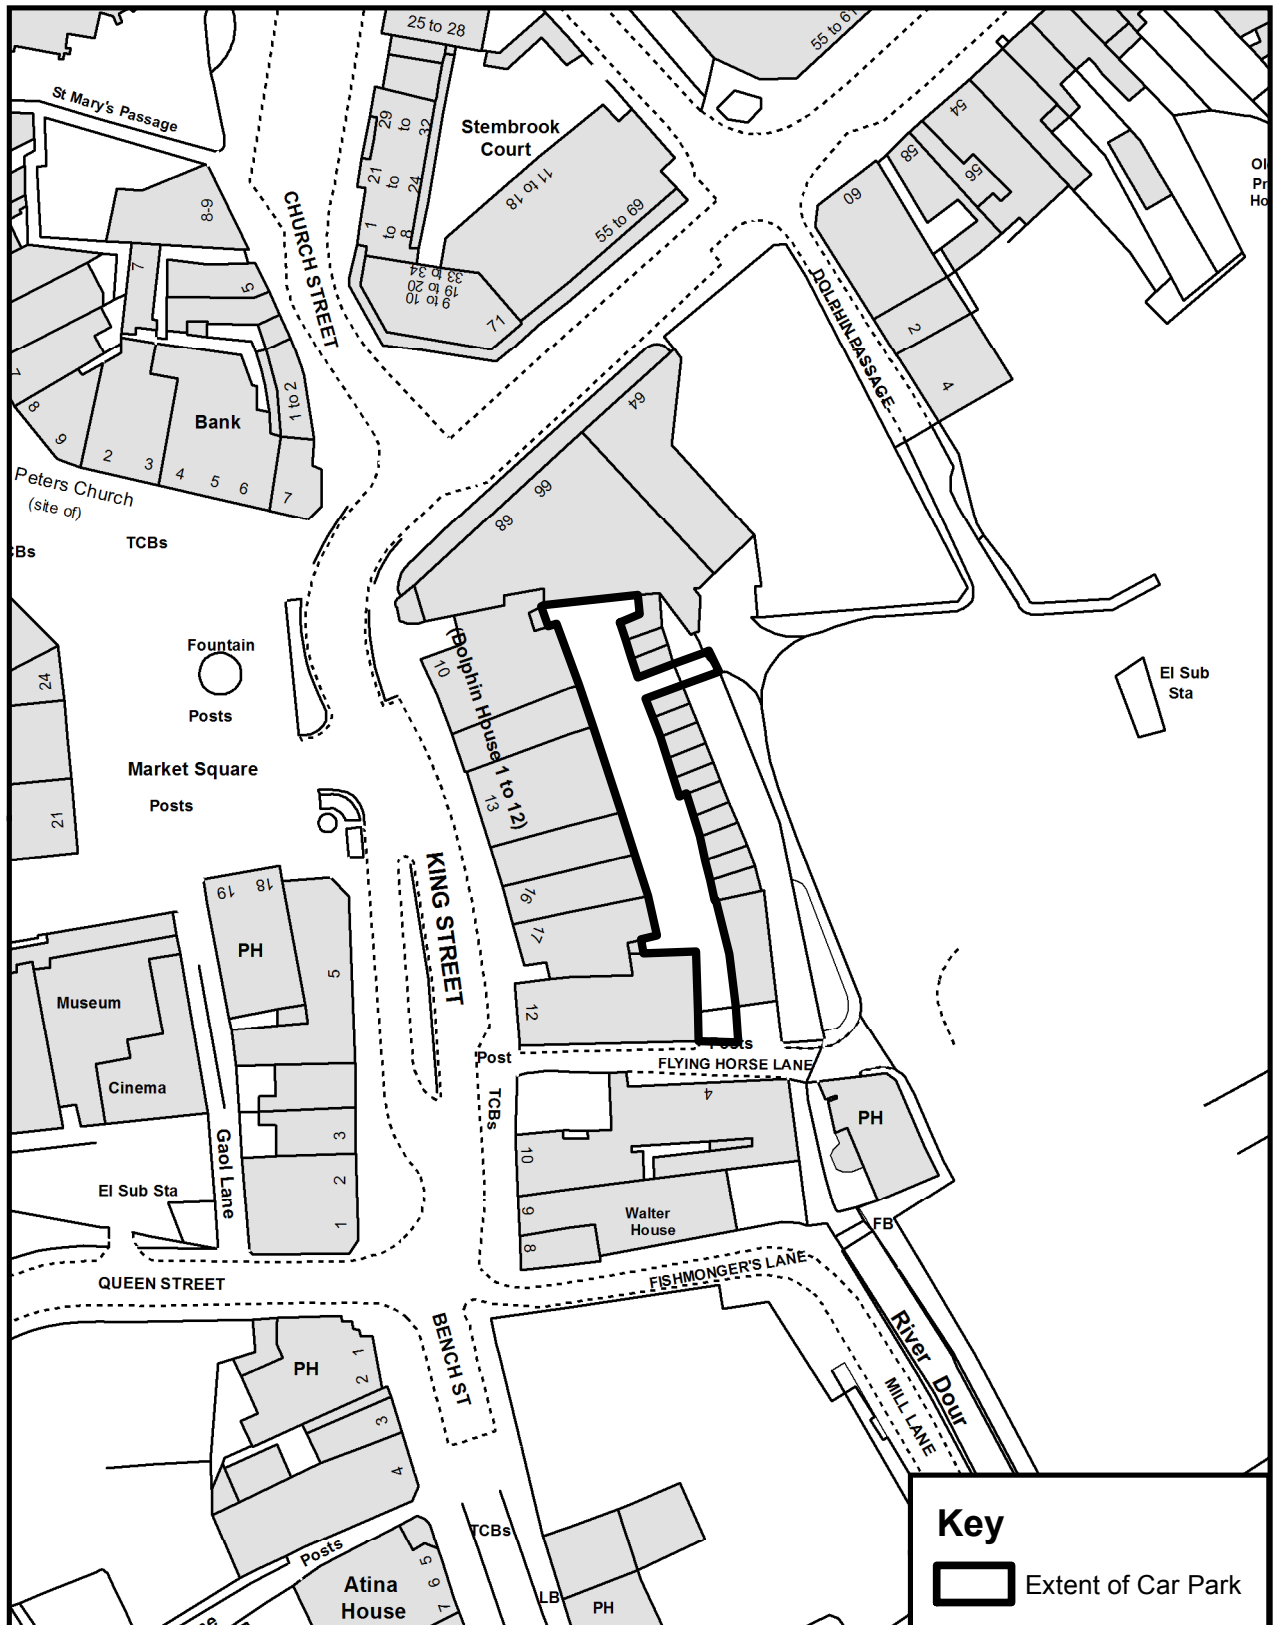 25 to 28
55 to 61
St Mary's Passage
29
to
32
Stembrook
Court
54
58
56
21
to
24
11 to 18
60
8-9
1
to
8
55 to 69
CHURCH STREET
7
5
33 to 34
19 to 20
9 to 10
71
DOLPHIN PASSAGE
2
4
7
8
9
1 to 2
Bank
2
3
4
5
6
7
64
66
68
Peters Church
(site of)
TCBs
Fountain
Posts
Market Square
Posts
24
21
10
(Dolphin House 1 to 12)
13
16
17
12
El Sub
Sta
KING STREET
19
18
PH
5
Museum
Cinema
Gaol Lane
3
2
1
El Sub Sta
Post
Posts
FLYING HORSE LANE
TCBs
4
PH
10
9
8
Walter
House
FB
QUEEN STREET
FISHMONGER'S LANE
BENCH ST
River Dour
MILL LANE
PH
1
2
3
4
Posts
TCBs
5
6
7
Atina
House
LB
PH
Key
Extent of Car Park